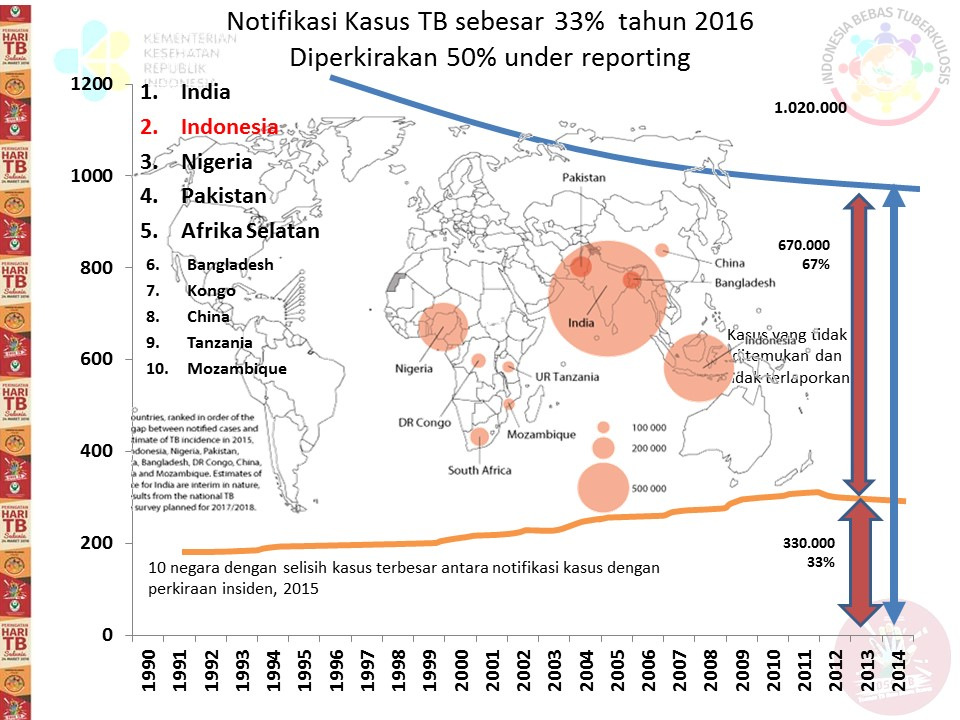 Notifikasi Kasus TB sebesar 33% tahun 2016
Diperkirakan 50% under reporting
KEMENTERIAN
KESEHATAN
REPUBLIK
INDONESIA
INDONESIA BEBAS TUBERKULOSIS
PERINGATAN
HARI
TB
Sedunia
24 MARET 2016
1200
1000
800
600
400
200
0
1. India
2. Indonesia
3. Nigeria
4. Pakistan
5. Afrika Selatan
6. Bangladesh
7. Kongo
8. China
9. Tanzania
10. Mozambique
1.020.000
670.000
67%
Kasus yang tidak
ditemukan dan
tidak terlaporkan
330.000
33%
Pakistan
China
Bangladesh
India
Indonesia
Nigeria
UR Tanzania
DR Congo
Mozambique
South Africa
100 000
200 000
500 000
ountries, ranked in order of the
gap between notified cases and
timate of TB incidence in 2015,
donesia, Nigeria, Pakistan,
a, Bangladesh, DR Congo, China,
a and Mozambique. Estimates of
ce for India are interim in nature,
sults from the national TB
survey planned for 2017/2018.
10 negara dengan selisih kasus terbesar antara notifikasi kasus dengan
perkiraan insiden, 2015
1990
1991
1992
1993
1994
1995
1996
1997
1998
1999
2000
2001
2002
2003
2004
2005
2006
2007
2008
2009
2010
2011
2012
2013
2014